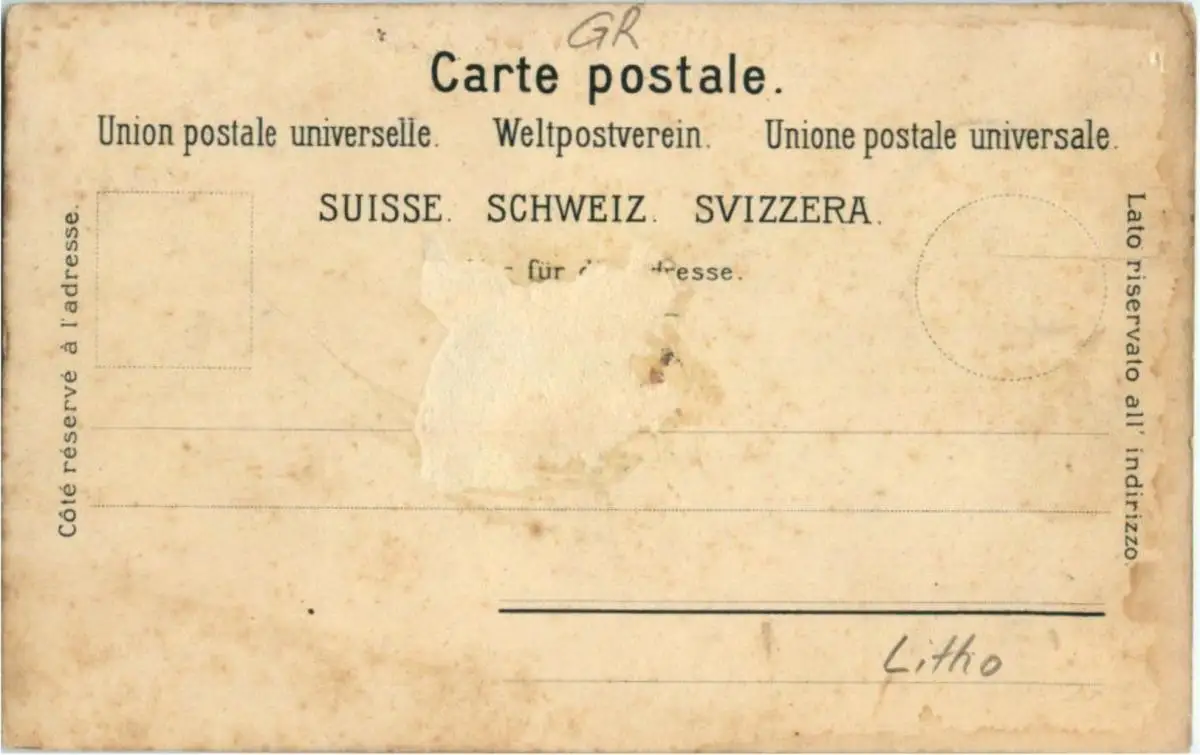 GR
Carte postale.
Union postale universelle. Weltpostverein. Unione postale universale.
SUISSE. SCHWEIZ. SVIZZERA.
für
Côté réservé à l'adresse.
Lato riservato all' indirizzo.
Litho